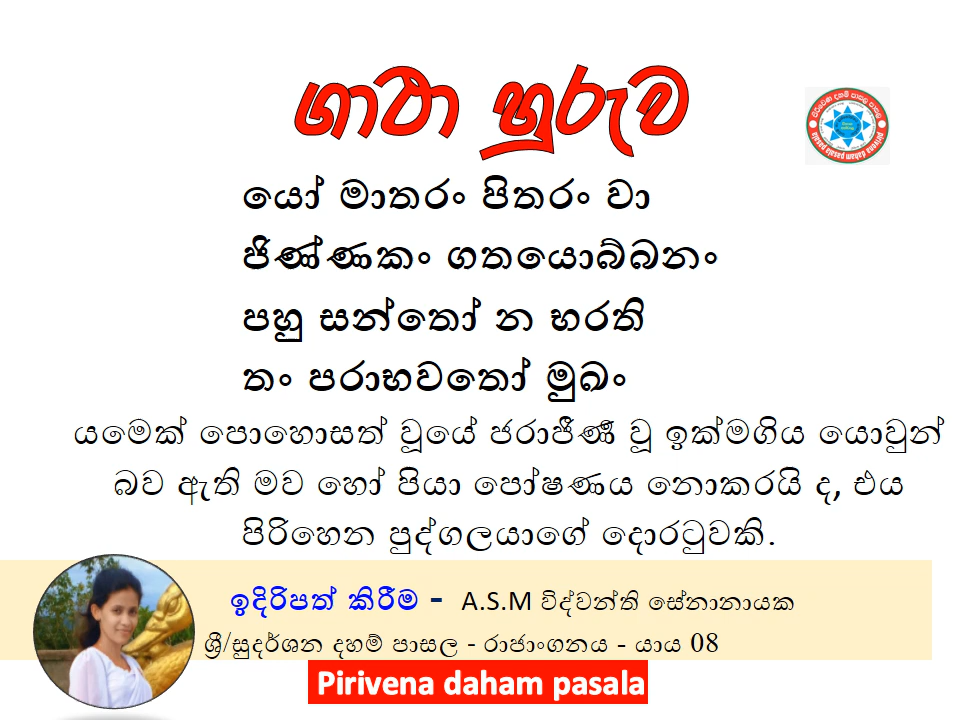 ගාථා හුරුව
යෝ මාතරං පිතරං වා
ජිණ්ණකං ගතයොබ්බනං
පහු සන්තෝ න භරති
තං පරාභවතෝ මුඛං
යමෙක් පොහොසත් වූයේ ජරාජීර්ණ වූ ඉක්මගිය යොවුන්
බව ඇති මව හෝ පියා පෝෂණය නොකරයි ද, එය
පිරිහෙන පුද්ගලයාගේ දොරටුවකි.
ඉදිරිපත් කිරීම - A.S.M විද්වන්ති සේනානායක
ශ්‍රී/සුදර්ශන දහම් පාසල - රාජාංගනය - යාය 08
Pirivena daham pasala